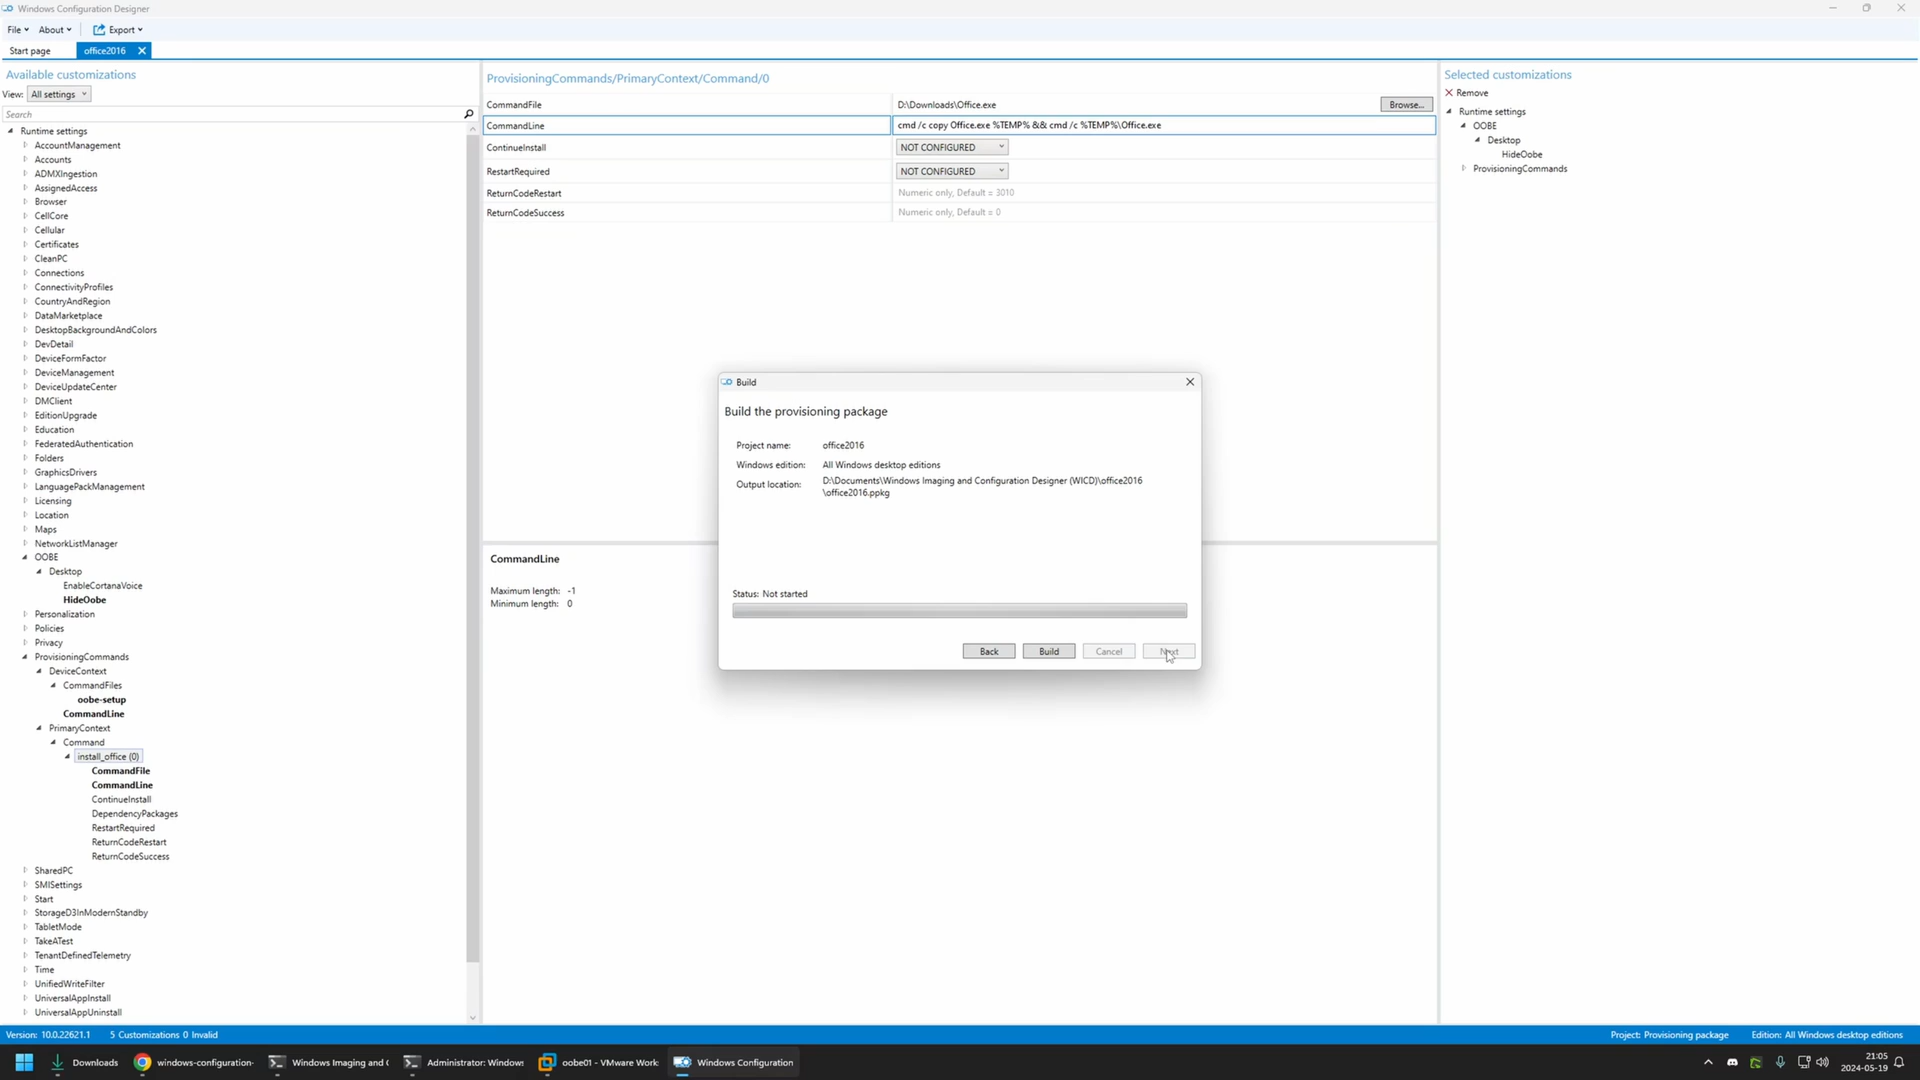 Windows Configuration Designer
File
About
Export
Start page
office2016
Available customizations
View: All settings
Search
Runtime settings
AccountManagement
Accounts
ADMXIngestion
AssignedAccess
Browser
CellCore
Cellular
Certificates
CleanPC
Connections
ConnectivityProfiles
CountryAndRegion
DataMarketplace
DesktopBackgroundAndColors
DevDetail
DeviceFormFactor
DeviceManagement
DeviceUpdateCenter
DMClient
EditionUpgrade
Education
FederatedAuthentication
Folders
GraphicsDrivers
LanguagePackManagement
Licensing
Location
Maps
NetworkListManager
OOBE
Desktop
EnableCortanaVoice
HideOobe
Personalization
Policies
Privacy
ProvisioningCommands
DeviceContext
CommandFiles
oobe-setup
CommandLine
PrimaryContext
Command
install_office (0)
CommandFile
CommandLine
ContinueInstall
DependencyPackages
RestartRequired
ReturnCodeRestart
ReturnCodeSuccess
SharedPC
SMISettings
Start
StorageD3InModernStandby
TabletMode
TakeATest
TenantDefinedTelemetry
Time
UnifiedWriteFilter
UniversalAppInstall
UniversalAppUninstall
ProvisioningCommands/PrimaryContext/Command/0
CommandFile D:\Downloads\Office.exe Browse...
CommandLine cmd /c copy Office.exe %TEMP% && cmd /c %TEMP%\Office.exe
ContinueInstall NOT CONFIGURED
RestartRequired NOT CONFIGURED
ReturnCodeRestart Numeric only, Default = 3010
ReturnCodeSuccess Numeric only, Default = 0
CommandLine
Maximum length: -1
Minimum length: 0
Build
Build the provisioning package
Project name: office2016
Windows edition: All Windows desktop editions
Output location: D:\Documents\Windows Imaging and Configuration Designer (WICD)\office2016
\office2016.ppkg
Status: Not started
Back Build Cancel Next
Selected customizations
Remove
Runtime settings
OOBE
Desktop
HideOobe
ProvisioningCommands
Version: 10.0.22621.1 5 Customizations 0 Invalid Project: Provisioning package Edition: All Windows desktop editions
Downloads windows-configuration- Windows Imaging and C Administrator: Window oobe01 - VMware Work Windows Configuration
21:05
2024-05-19